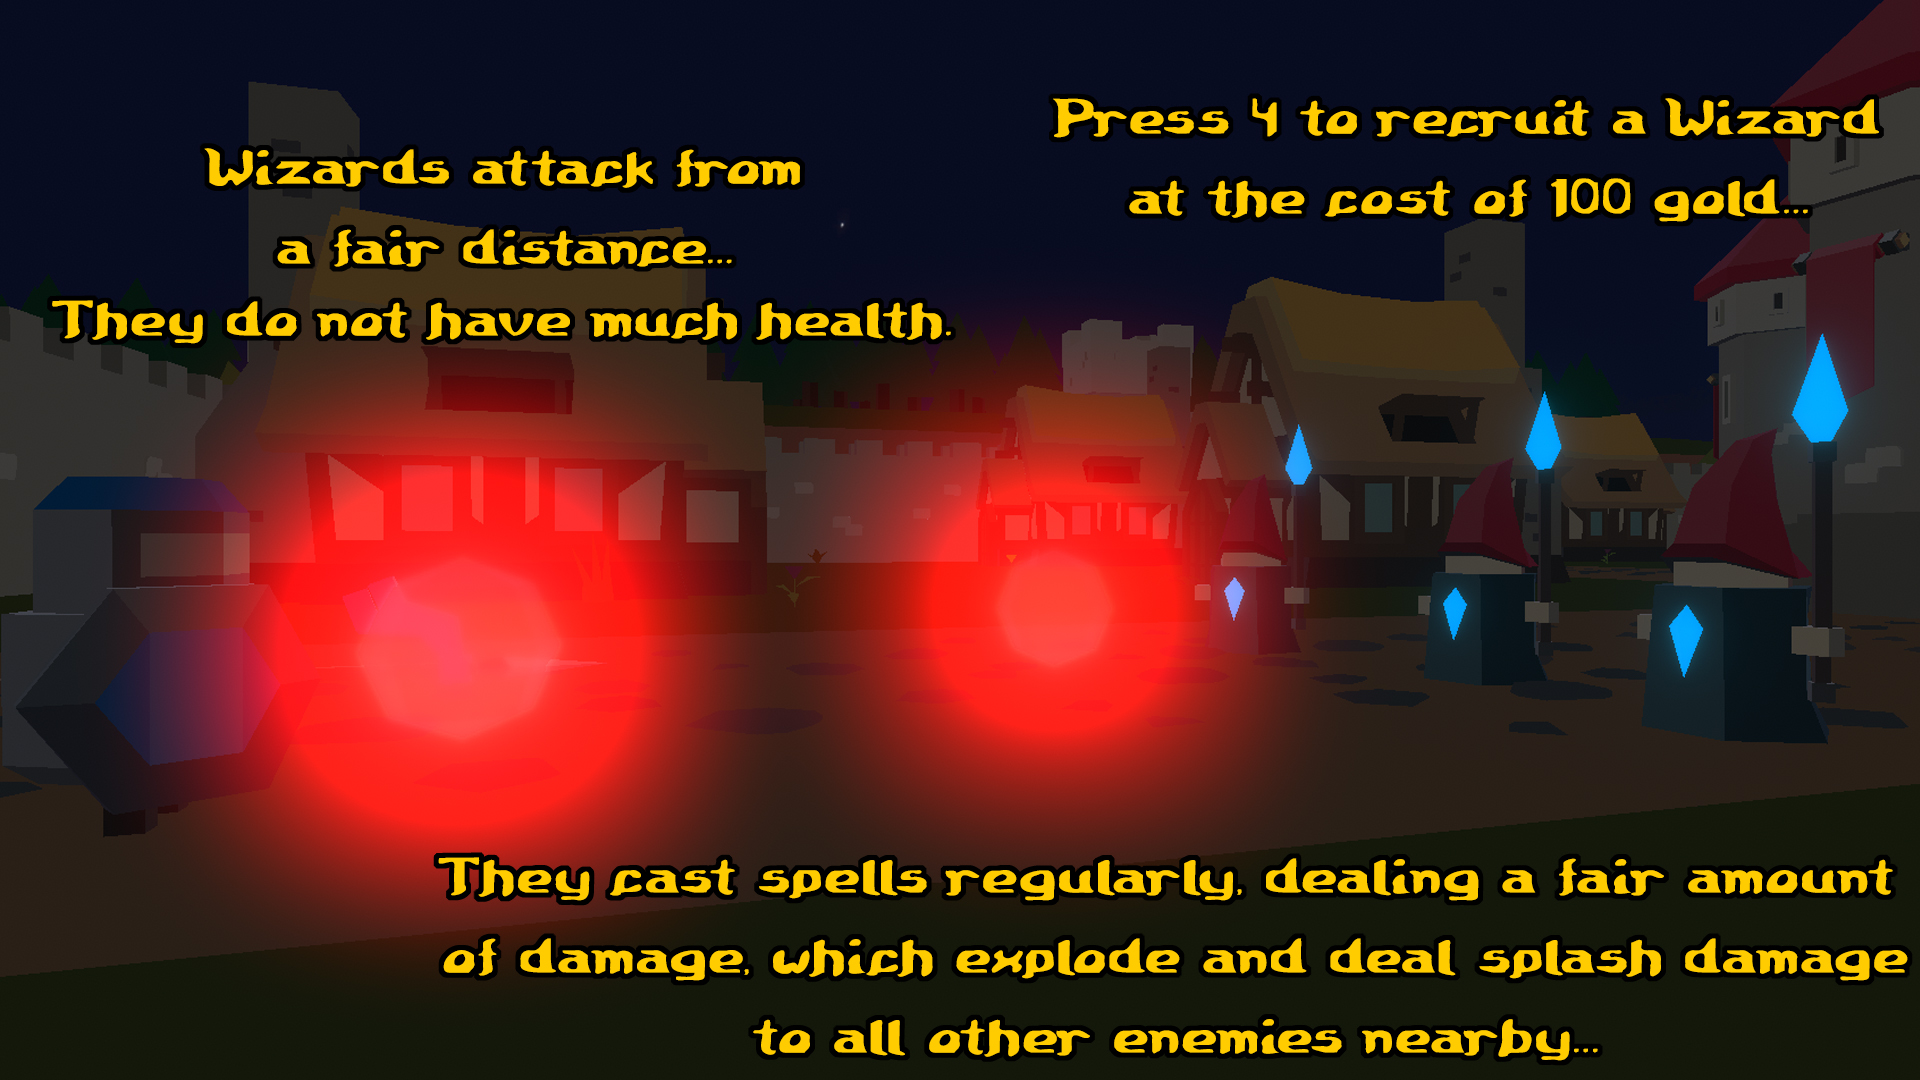 Wizards attack from
a fair distance...
They do not have much health.
Press 4 to recruit a Wizard
at the cost of 100 gold...
They cast spells regularly, dealing a fair amount
of damage, which explode and deal splash damage
to all other enemies nearby...